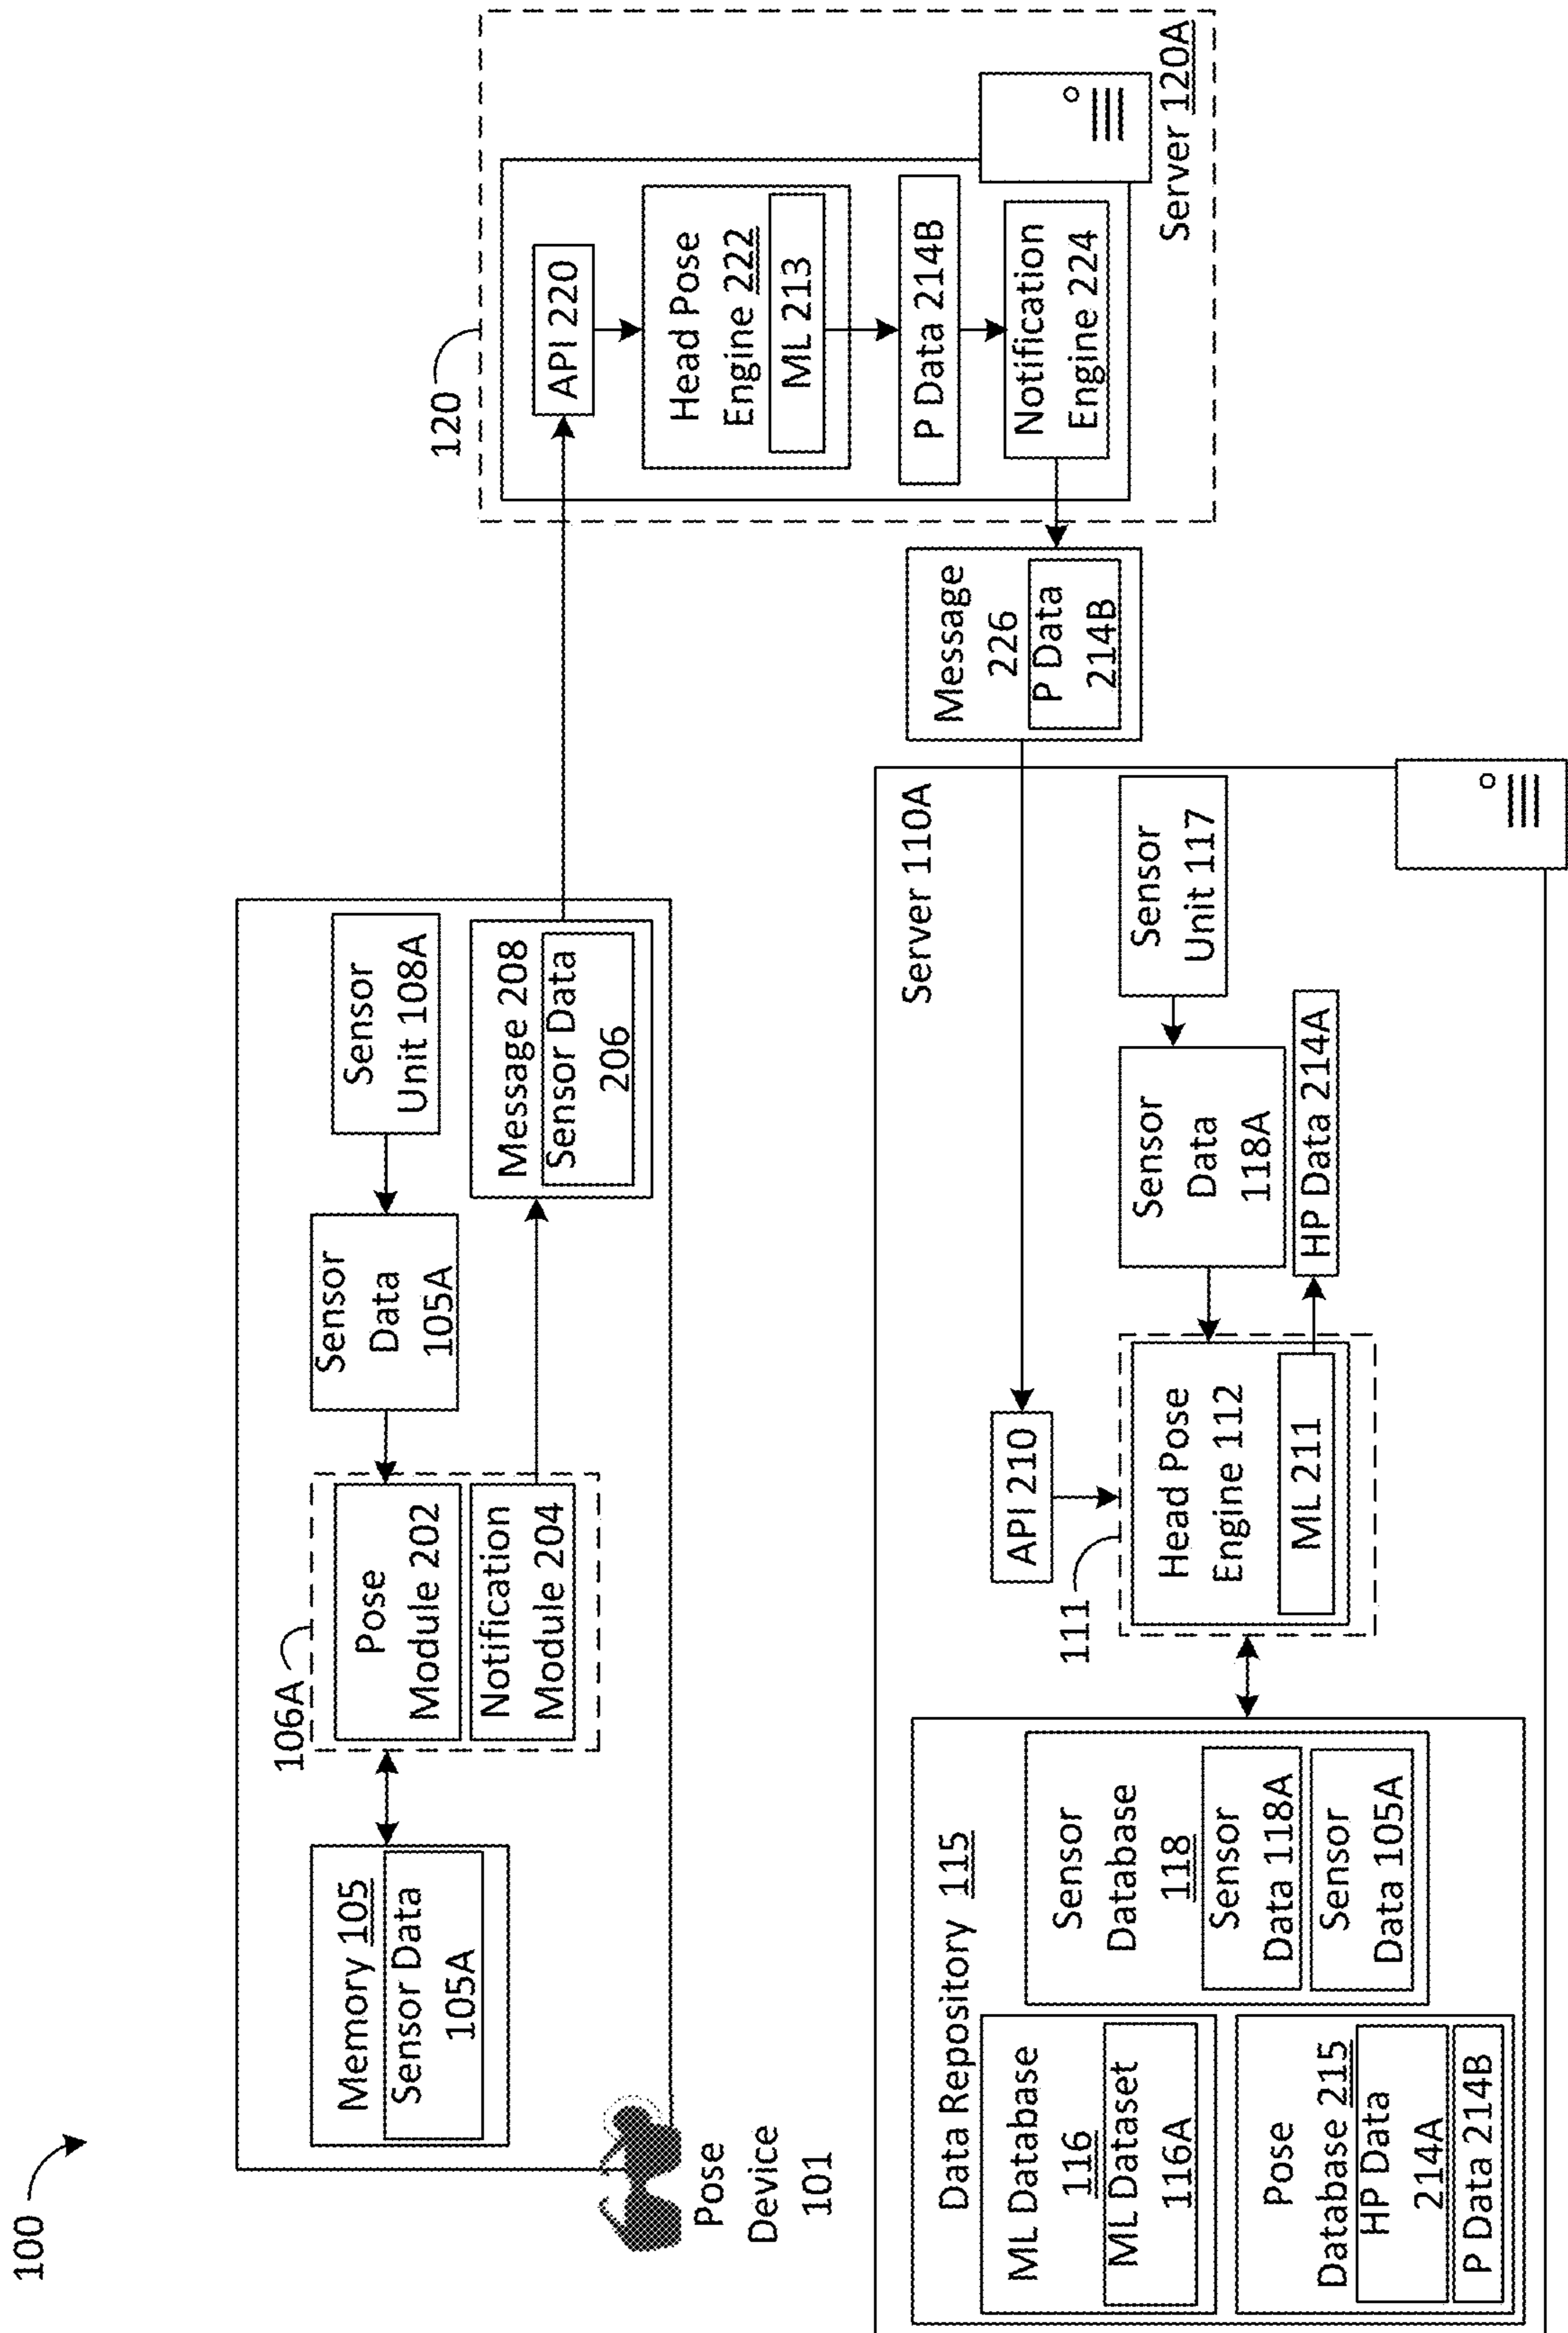 100
Memory 105
Sensor Data
105A
106A
Pose
Module 202
Notification
Module 204
Sensor
Data
105A
Sensor
Unit 108A
Message 208
Sensor Data
206
Pose
Device
101
120
API 220
Head Pose
Engine 222
ML 213
P Data 214B
Notification
Engine 224
Server 120A
Message
226
P Data
214B
Server 110A
Data Repository 115
ML Database
116
ML Dataset
116A
Pose
Database 215
HP Data
214A
P Data 214B
Sensor
Database
118
Sensor
Data 118A
Sensor
Data 105A
111
API 210
Head Pose
Engine 112
ML 211
Sensor
Data
118A
HP Data 214A
Sensor
Unit 117